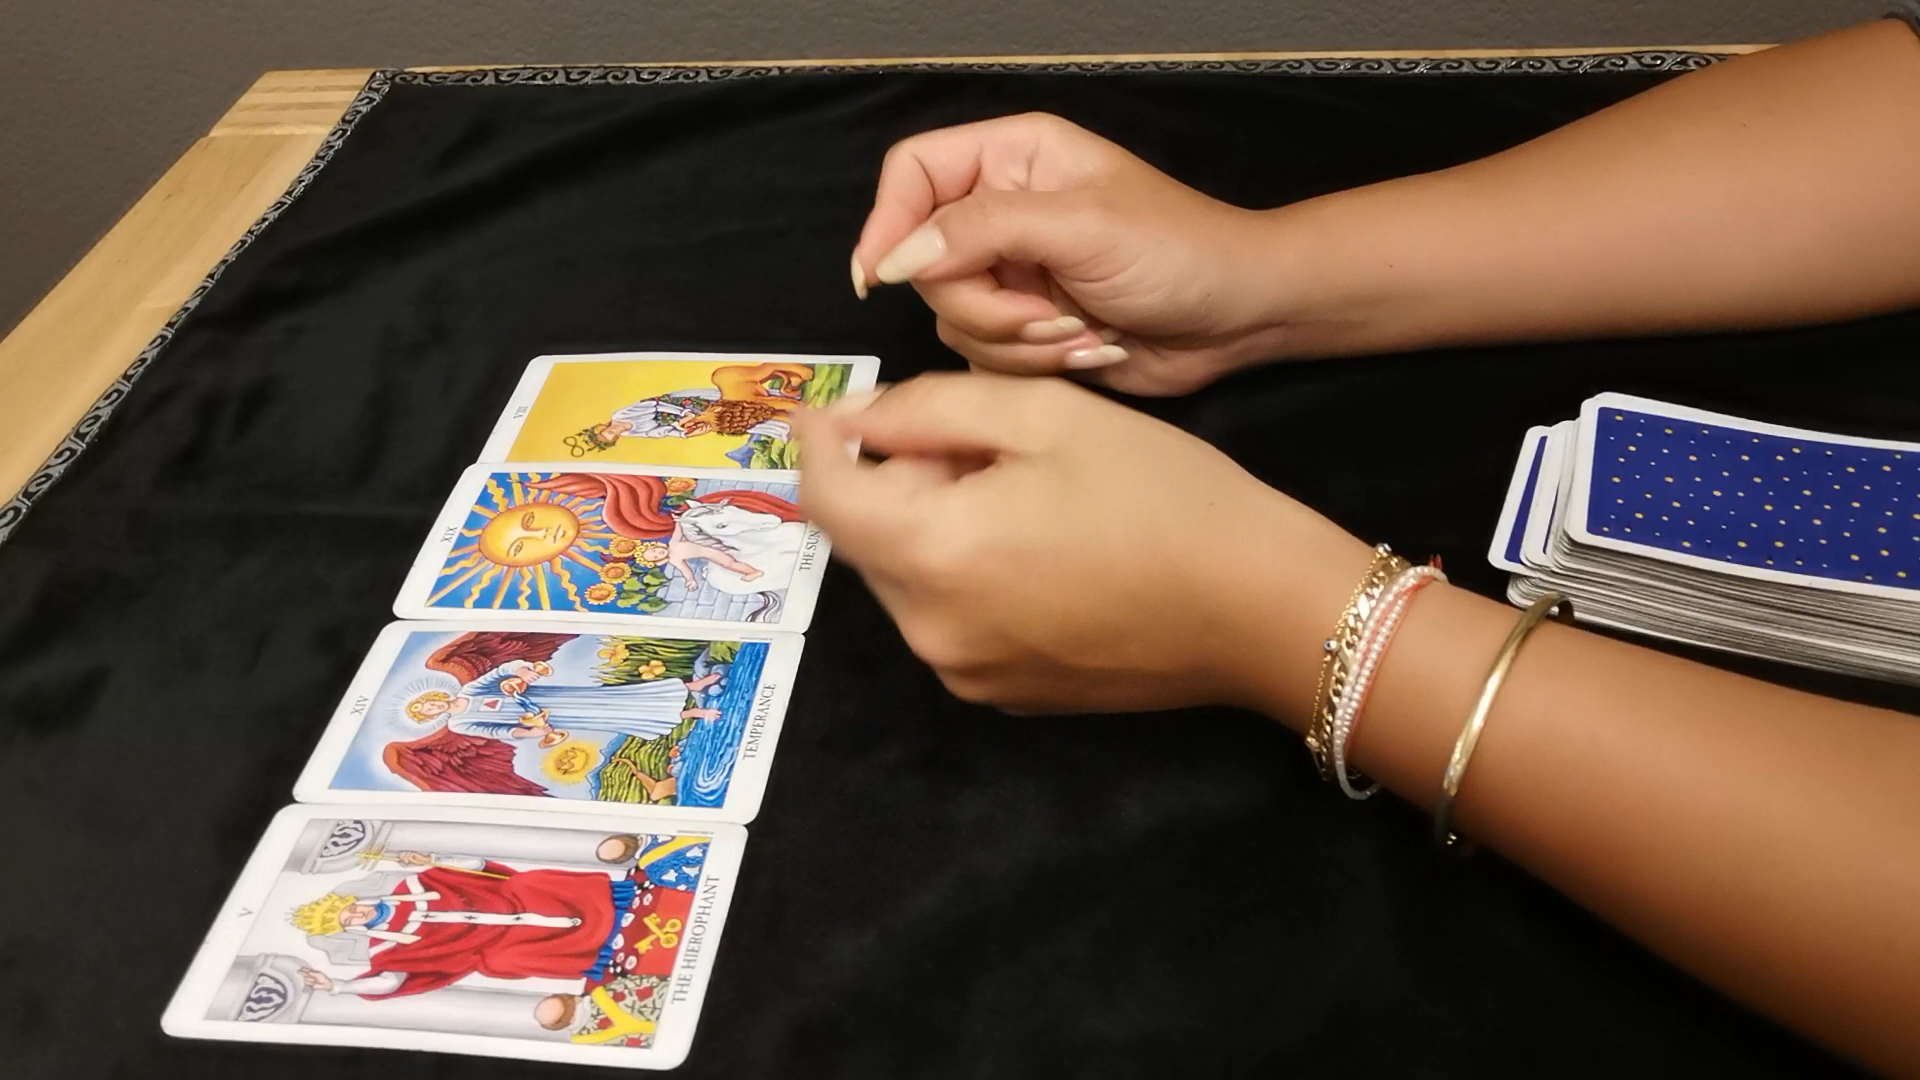 VIII
XIX
THE SUN
XIV
TEMPERANCE
V
THE HIEROPHANT